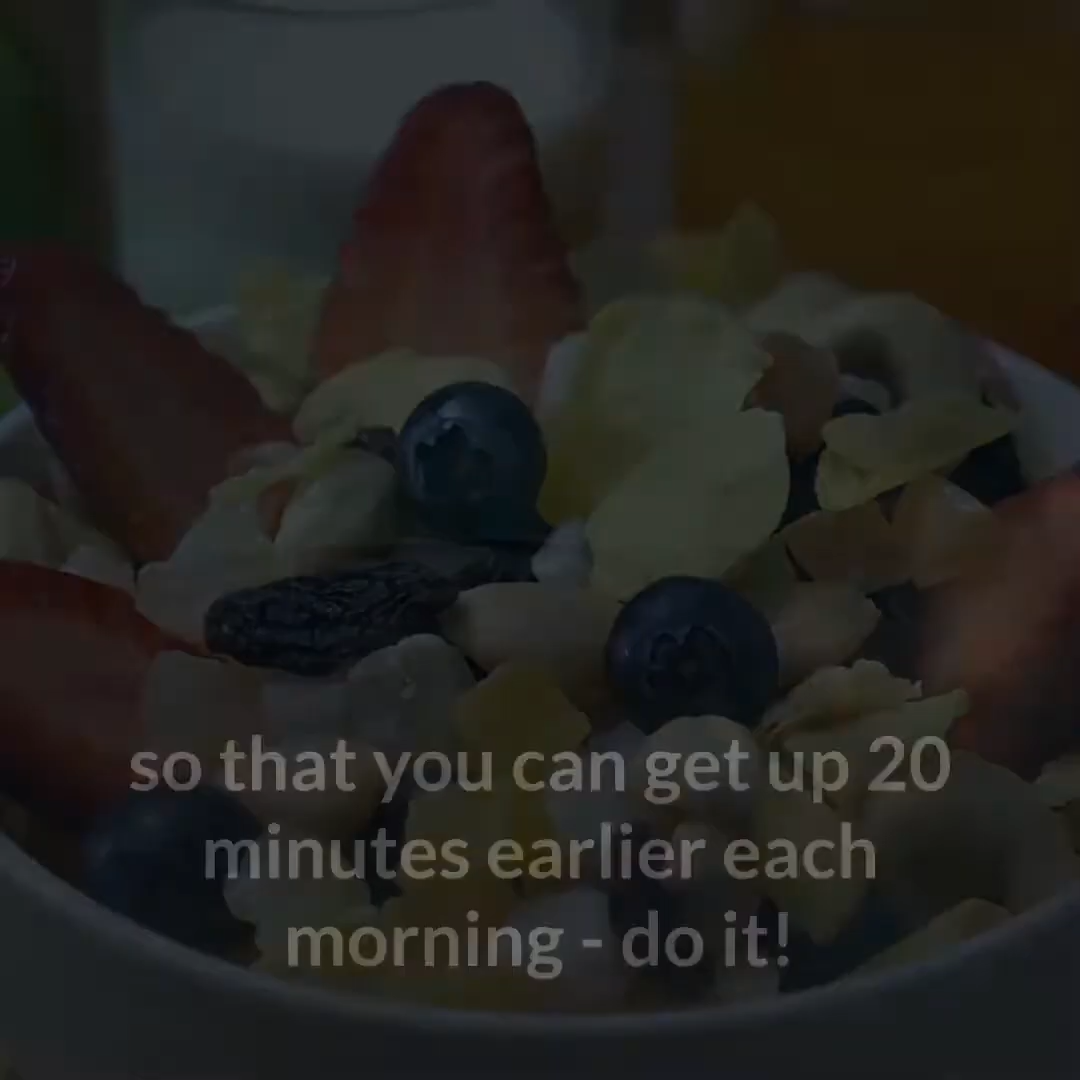 so that you can get up 20
minutes earlier each
morning - do it!